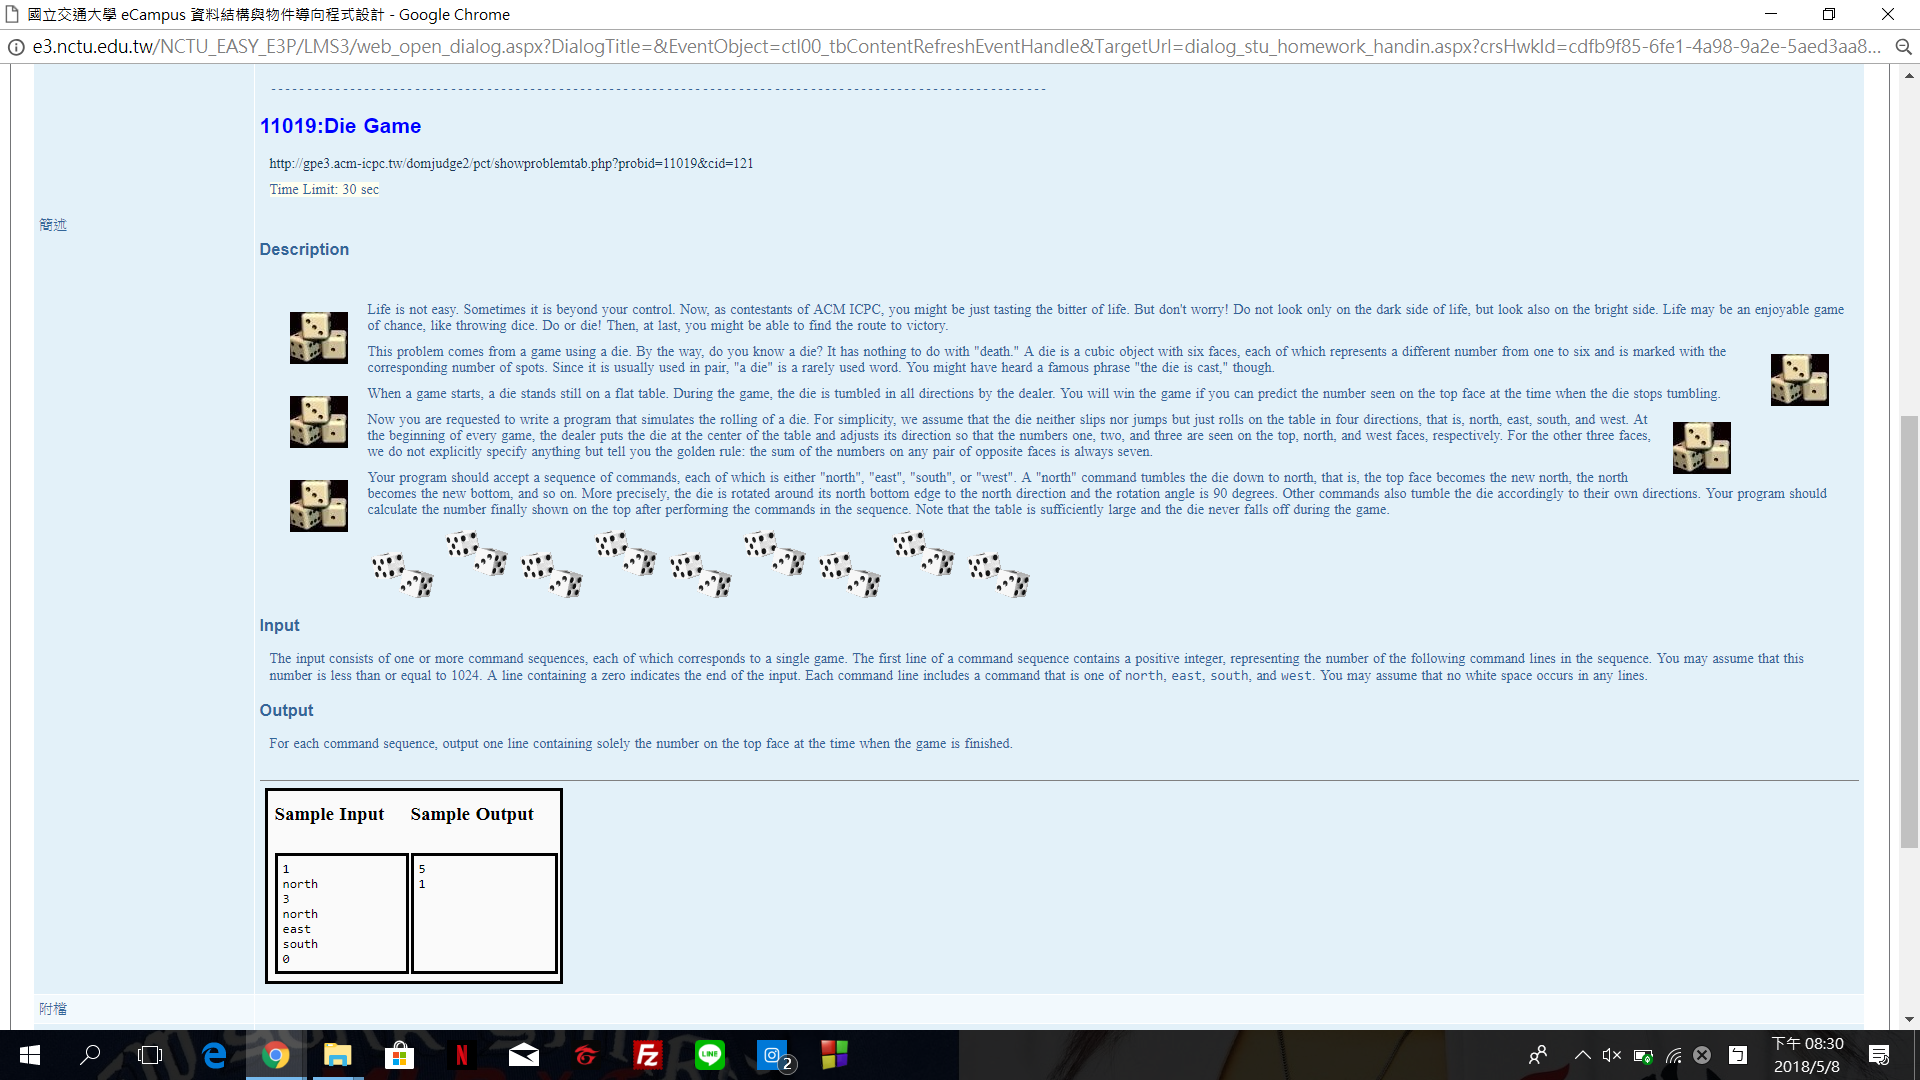 國立交通大學 eCampus 資料結構與物件導向程式設計 - Google Chrome
e3.nctu.edu.tw/NCTU_EASY_E3P/LMS3/web_open_dialog.aspx?DialogTitle=&EventObject=ctl00_tbContentRefreshEventHandle&TargetUrl=dialog_stu_homework_handin.aspx?crsHwkId=cdfb9f85-6fe1-4a98-9a2e-5aed3aa8...
11019:Die Game
http://gpe3.acm-icpc.tw/domjudge2/pct/showproblemtab.php?probid=11019&cid=121
Time Limit: 30 sec
簡述
Description
Life is not easy. Sometimes it is beyond your control. Now, as contestants of ACM ICPC, you might be just tasting the bitter of life. But don't worry! Do not look only on the dark side of life, but look also on the bright side. Life may be an enjoyable game
of chance, like throwing dice. Do or die! Then, at last, you might be able to find the route to victory.
This problem comes from a game using a die. By the way, do you know a die? It has nothing to do with "death." A die is a cubic object with six faces, each of which represents a different number from one to six and is marked with the
corresponding number of spots. Since it is usually used in pair, "a die" is a rarely used word. You might have heard a famous phrase "the die is cast," though.
When a game starts, a die stands still on a flat table. During the game, the die is tumbled in all directions by the dealer. You will win the game if you can predict the number seen on the top face at the time when the die stops tumbling.
Now you are requested to write a program that simulates the rolling of a die. For simplicity, we assume that the die neither slips nor jumps but just rolls on the table in four directions, that is, north, east, south, and west. At
the beginning of every game, the dealer puts the die at the center of the table and adjusts its direction so that the numbers one, two, and three are seen on the top, north, and west faces, respectively. For the other three faces,
we do not explicitly specify anything but tell you the golden rule: the sum of the numbers on any pair of opposite faces is always seven.
Your program should accept a sequence of commands, each of which is either "north", "east", "south", or "west". A "north" command tumbles the die down to north, that is, the top face becomes the new north, the north
becomes the new bottom, and so on. More precisely, the die is rotated around its north bottom edge to the north direction and the rotation angle is 90 degrees. Other commands also tumble the die accordingly to their own directions. Your program should
calculate the number finally shown on the top after performing the commands in the sequence. Note that the table is sufficiently large and the die never falls off during the game.
Input
The input consists of one or more command sequences, each of which corresponds to a single game. The first line of a command sequence contains a positive integer, representing the number of the following command lines in the sequence. You may assume that this
number is less than or equal to 1024. A line containing a zero indicates the end of the input. Each command line includes a command that is one of north, east, south, and west. You may assume that no white space occurs in any lines.
Output
For each command sequence, output one line containing solely the number on the top face at the time when the game is finished.
Sample Input Sample Output
1
north
3
north
east
south
0
5
1
附檔
LINE
2
下午 08:30
2018/5/8